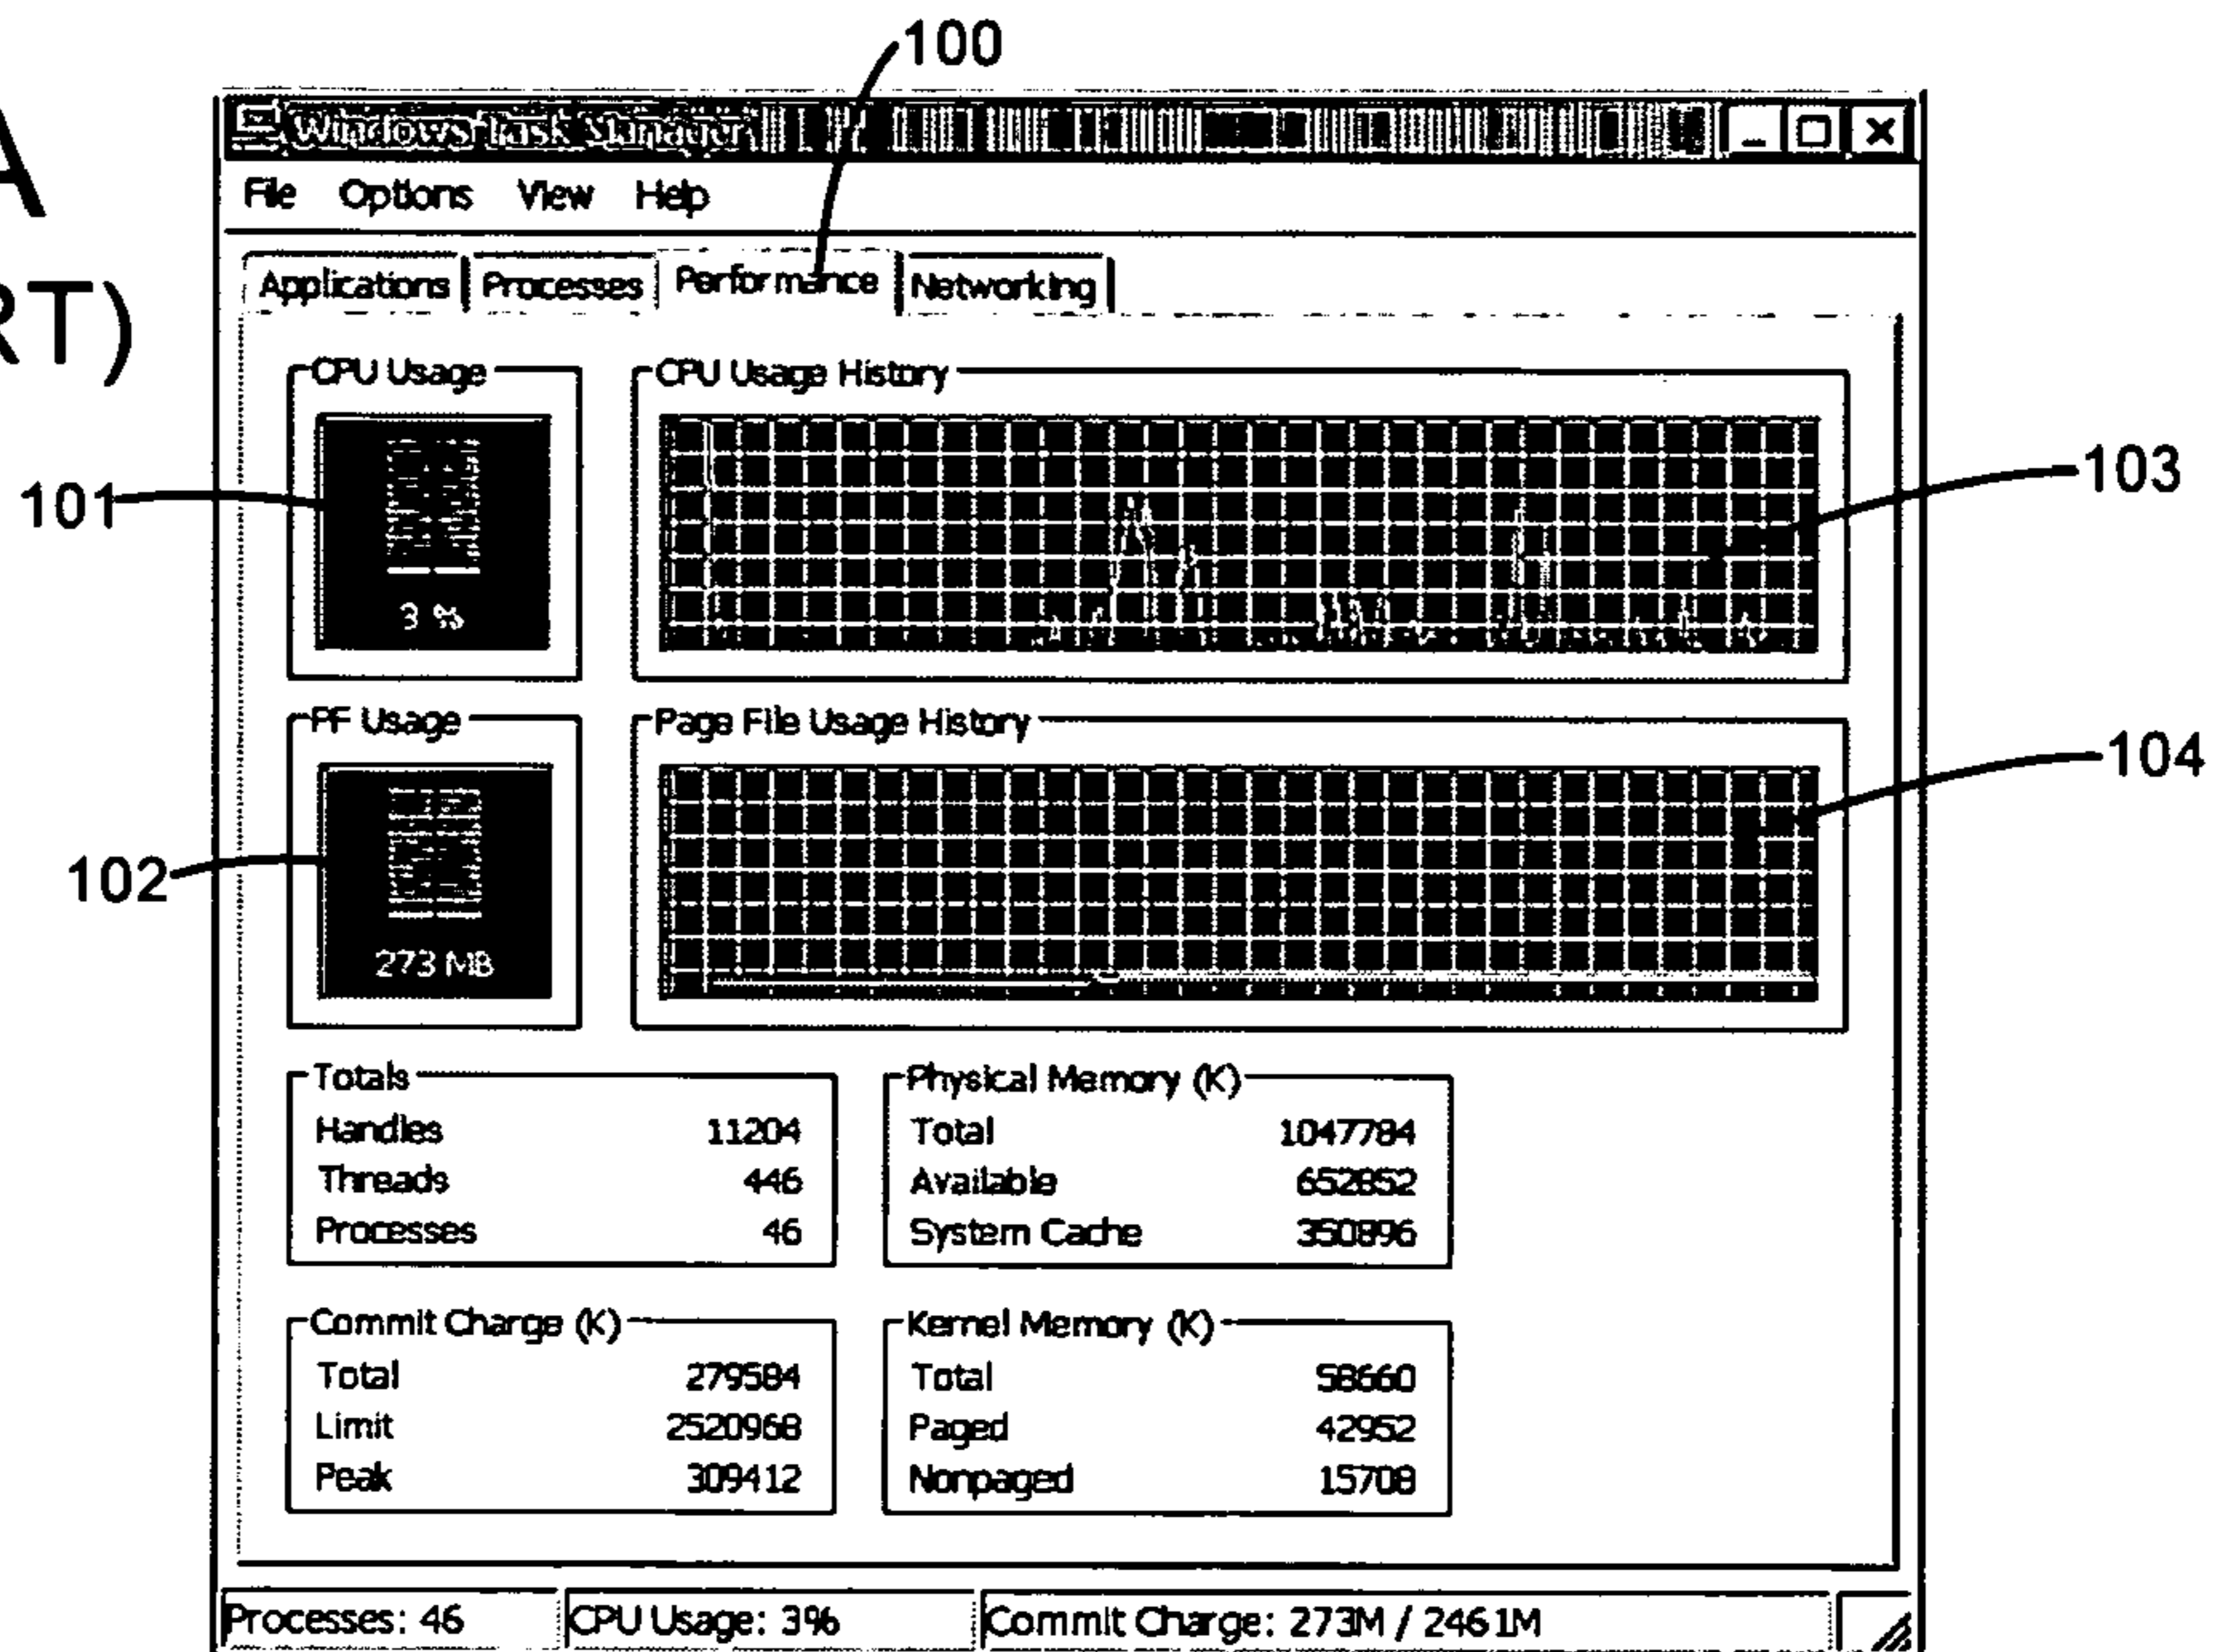 100
A
Windows Task Manager
File Options View Help
RT)
Applications Processes Performance Networking
CPU Usage
CPU Usage History
101
103
3 %
PF Usage
Page File Usage History
104
102
273 MB
Totals
Handles 11204
Threads 446
Processes 46
Physical Memory (K)
Total 1047784
Available 652852
System Cache 350896
Commit Charge (K)
Total 279584
Limit 2520968
Peak 309412
Kernel Memory (K)
Total 58660
Paged 42952
Nonpaged 15708
Processes: 46 CPU Usage: 3% Commit Charge: 273M / 2461M